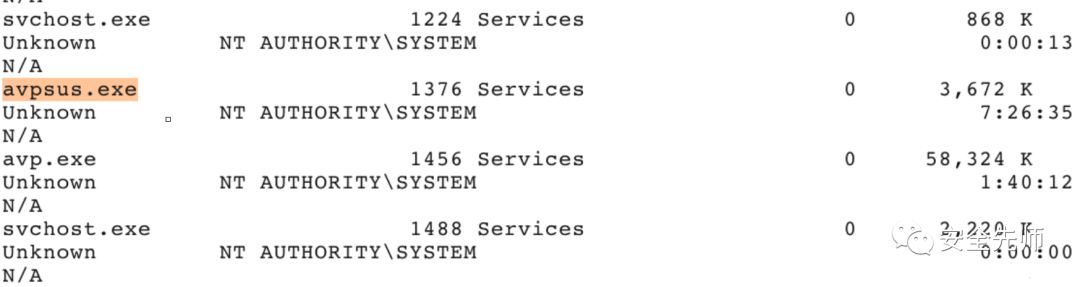 N/A
svchost.exe 1224 Services 0 868 K
Unknown NT AUTHORITY\SYSTEM 0:00:13
N/A
avpsus.exe 1376 Services 0 3,672 K
Unknown NT AUTHORITY\SYSTEM 7:26:35
N/A
avp.exe 1456 Services 0 58,324 K
Unknown NT AUTHORITY\SYSTEM 1:40:12
N/A
svchost.exe 1488 Services 0 2,220 K
安全先师
Unknown NT AUTHORITY\SYSTEM 0:00:00
N/A